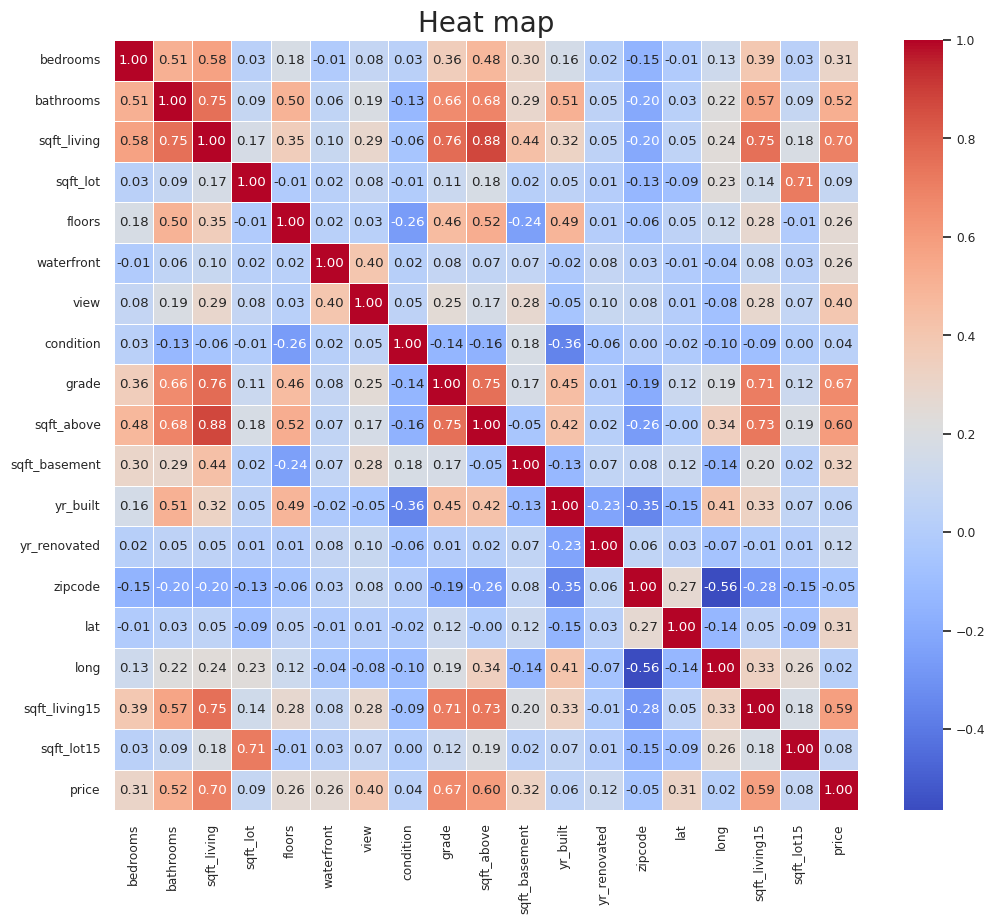 Heat map
bedrooms 1.00 0.51 0.58 0.03 0.18 -0.01 0.08 0.03 0.36 0.48 0.30 0.16 0.02 -0.15 -0.01 0.13 0.39 0.03 0.31
bathrooms 0.51 1.00 0.75 0.09 0.50 0.06 0.19 -0.13 0.66 0.68 0.29 0.51 0.05 -0.20 0.03 0.22 0.57 0.09 0.52
sqft_living 0.58 0.75 1.00 0.17 0.35 0.10 0.29 -0.06 0.76 0.88 0.44 0.32 0.05 -0.20 0.05 0.24 0.75 0.18 0.70
sqft_lot 0.03 0.09 0.17 1.00 -0.01 0.02 0.08 -0.01 0.11 0.18 0.02 0.05 0.01 -0.13 -0.09 0.23 0.14 0.71 0.09
floors 0.18 0.50 0.35 -0.01 1.00 0.02 0.03 -0.26 0.46 0.52 -0.24 0.49 0.01 -0.06 0.05 0.12 0.28 -0.01 0.26
waterfront -0.01 0.06 0.10 0.02 0.02 1.00 0.40 0.02 0.08 0.07 0.07 -0.02 0.08 0.03 -0.01 -0.04 0.08 0.03 0.26
view 0.08 0.19 0.29 0.08 0.03 0.40 1.00 0.05 0.25 0.17 0.28 -0.05 0.10 0.08 0.01 -0.08 0.28 0.07 0.40
condition 0.03 -0.13 -0.06 -0.01 -0.26 0.02 0.05 1.00 -0.14 -0.16 0.18 -0.36 -0.06 0.00 -0.02 -0.10 -0.09 0.00 0.04
grade 0.36 0.66 0.76 0.11 0.46 0.08 0.25 -0.14 1.00 0.75 0.17 0.45 0.01 -0.19 0.12 0.19 0.71 0.12 0.67
sqft_above 0.48 0.68 0.88 0.18 0.52 0.07 0.17 -0.16 0.75 1.00 -0.05 0.42 0.02 -0.26 -0.00 0.34 0.73 0.19 0.60
sqft_basement 0.30 0.29 0.44 0.02 -0.24 0.07 0.28 0.18 0.17 -0.05 1.00 -0.13 0.07 0.08 0.12 -0.14 0.20 0.02 0.32
yr_built 0.16 0.51 0.32 0.05 0.49 -0.02 -0.05 -0.36 0.45 0.42 -0.13 1.00 -0.23 -0.35 -0.15 0.41 0.33 0.07 0.06
yr_renovated 0.02 0.05 0.05 0.01 0.01 0.08 0.10 -0.06 0.01 0.02 0.07 -0.23 1.00 0.06 0.03 -0.07 -0.01 0.01 0.12
zipcode -0.15 -0.20 -0.20 -0.13 -0.06 0.03 0.08 0.00 -0.19 -0.26 0.08 -0.35 0.06 1.00 0.27 -0.56 -0.28 -0.15 -0.05
lat -0.01 0.03 0.05 -0.09 0.05 -0.01 0.01 -0.02 0.12 -0.00 0.12 -0.15 0.03 0.27 1.00 -0.14 0.05 -0.09 0.31
long 0.13 0.22 0.24 0.23 0.12 -0.04 -0.08 -0.10 0.19 0.34 -0.14 0.41 -0.07 -0.56 -0.14 1.00 0.33 0.26 0.02
sqft_living15 0.39 0.57 0.75 0.14 0.28 0.08 0.28 -0.09 0.71 0.73 0.20 0.33 -0.01 -0.28 0.05 0.33 1.00 0.18 0.59
sqft_lot15 0.03 0.09 0.18 0.71 -0.01 0.03 0.07 0.00 0.12 0.19 0.02 0.07 0.01 -0.15 -0.09 0.26 0.18 1.00 0.08
price 0.31 0.52 0.70 0.09 0.26 0.26 0.40 0.04 0.67 0.60 0.32 0.06 0.12 -0.05 0.31 0.02 0.59 0.08 1.00
bedrooms
bathrooms
sqft_living
sqft_lot
floors
waterfront
view
condition
grade
sqft_above
sqft_basement
yr_built
yr_renovated
zipcode
lat
long
sqft_living15
sqft_lot15
price
1.0
0.8
0.6
0.4
0.2
0.0
−0.2
−0.4